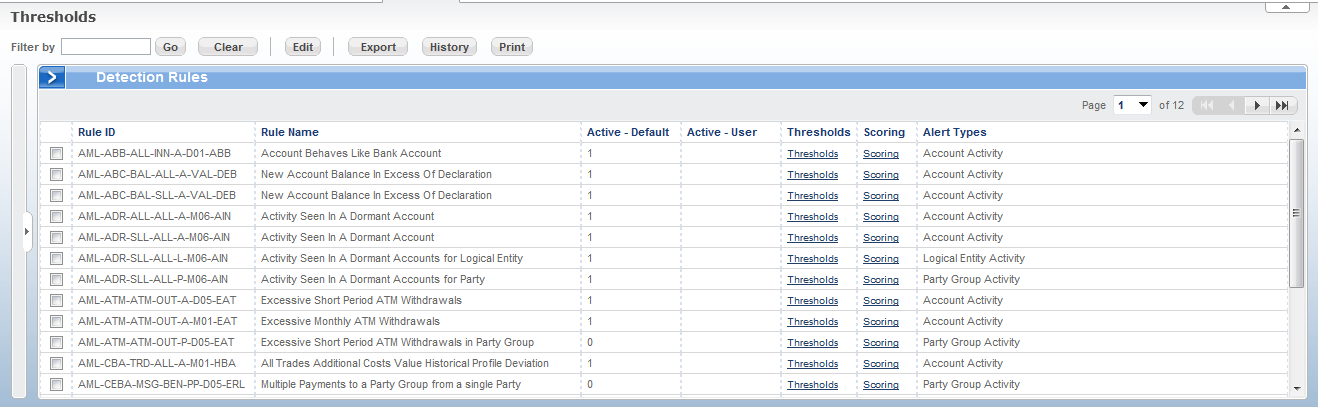 Thresholds
Filter by Go Clear Edit Export History Print
Detection Rules
Page 1 of 12
Rule ID Rule Name Active - Default Active - User Thresholds Scoring Alert Types
AML-ABB-ALL-INN-A-D01-ABB Account Behaves Like Bank Account 1 Thresholds Scoring Account Activity
AML-ABC-BAL-ALL-A-VAL-DEB New Account Balance In Excess Of Declaration 1 Thresholds Scoring Account Activity
AML-ABC-BAL-SLL-A-VAL-DEB New Account Balance In Excess Of Declaration 1 Thresholds Scoring Account Activity
AML-ADR-ALL-ALL-A-M06-AIN Activity Seen In A Dormant Account 1 Thresholds Scoring Account Activity
AML-ADR-SLL-ALL-A-M06-AIN Activity Seen In A Dormant Account 1 Thresholds Scoring Account Activity
AML-ADR-SLL-ALL-L-M06-AIN Activity Seen In A Dormant Accounts for Logical Entity 1 Thresholds Scoring Logical Entity Activity
AML-ADR-SLL-ALL-P-M06-AIN Activity Seen In A Dormant Accounts for Party 1 Thresholds Scoring Party Group Activity
AML-ATM-ATM-OUT-A-D05-EAT Excessive Short Period ATM Withdrawals 1 Thresholds Scoring Account Activity
AML-ATM-ATM-OUT-A-M01-EAT Excessive Monthly ATM Withdrawals 1 Thresholds Scoring Account Activity
AML-ATM-ATM-OUT-P-D05-EAT Excessive Short Period ATM Withdrawals in Party Group 0 Thresholds Scoring Party Group Activity
AML-CBA-TRD-ALL-A-M01-HBA All Trades Additional Costs Value Historical Profile Deviation 1 Thresholds Scoring Account Activity
AML-CEBA-MSG-BEN-PP-D05-ERL Multiple Payments to a Party Group from a single Party 0 Thresholds Scoring Party Group Activity